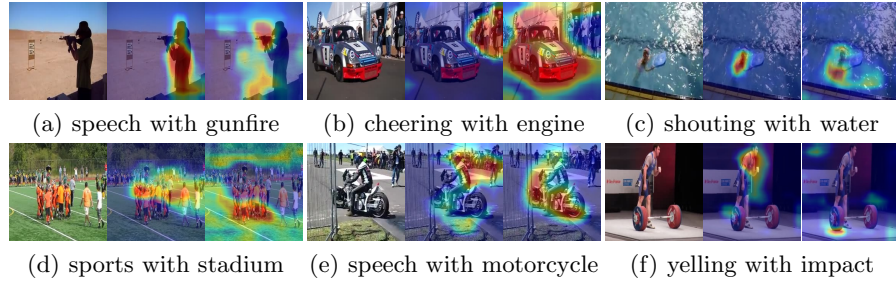 (a) speech with gunfire
(b) cheering with engine
(c) shouting with water
(d) sports with stadium
(e) speech with motorcycle
(f) yelling with impact